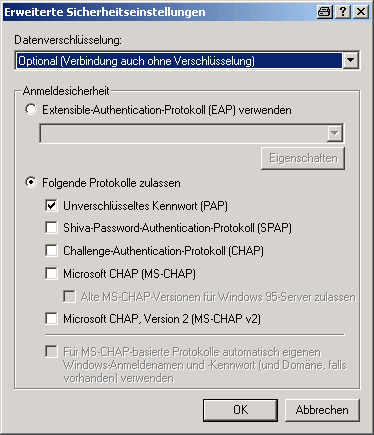 Erweiterte Sicherheitseinstellungen
Datenverschlüsselung:
Optional (Verbindung auch ohne Verschlüsselung)
Anmeldesicherheit
Extensible-Authentication-Protokoll (EAP) verwenden
Eigenschaften
Folgende Protokolle zulassen
Unverschlüsseltes Kennwort (PAP)
Shiva-Password-Authentication-Protokoll (SPAP)
Challenge-Authentication-Protokoll (CHAP)
Microsoft CHAP (MS-CHAP)
Alte MS-CHAP-Versionen für Windows 95-Server zulassen
Microsoft CHAP, Version 2 (MS-CHAP v2)
Für MS-CHAP-basierte Protokolle automatisch eigenen
Windows-Anmeldenamen und -Kennwort (und Domäne, falls
vorhanden) verwenden
OK
Abbrechen